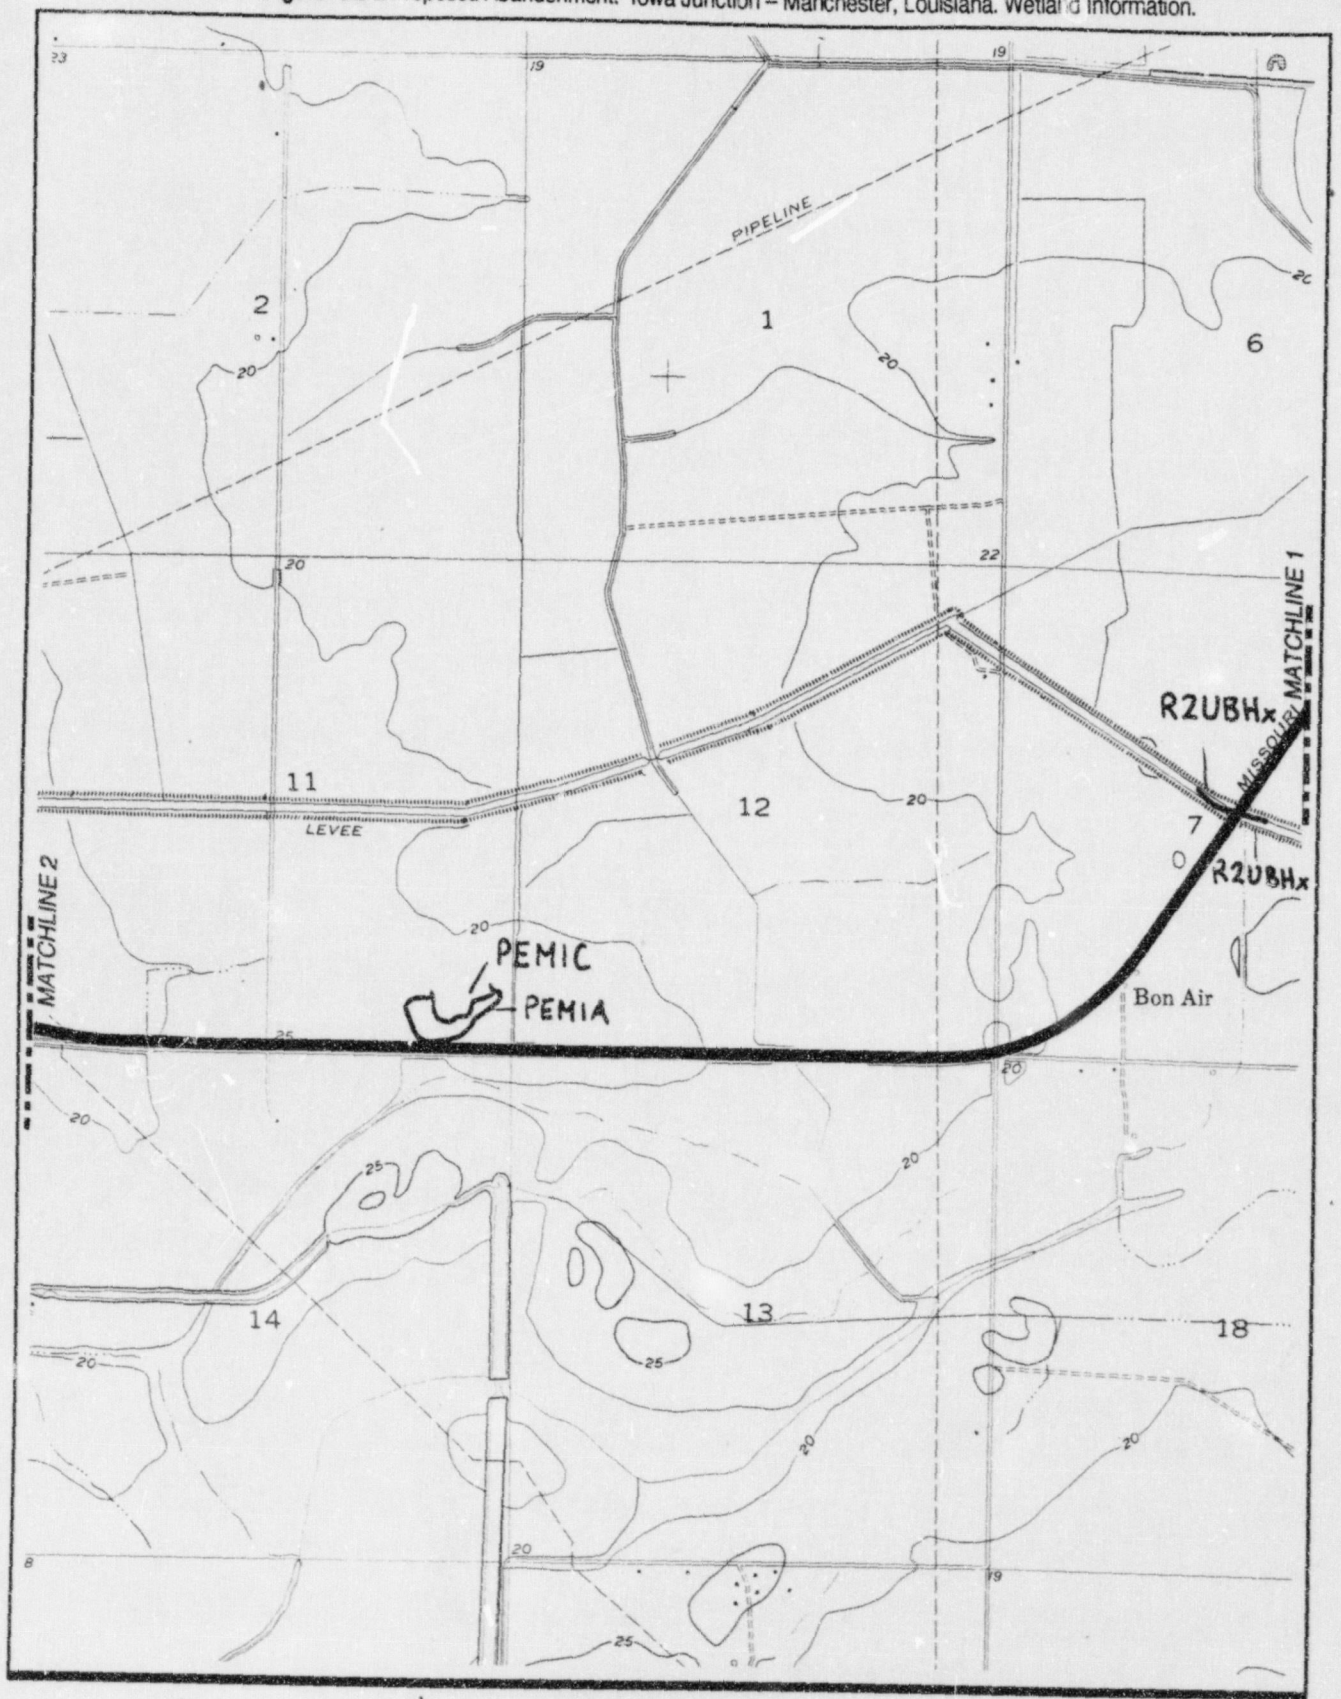 Proposed Abandonment: Iowa Junction – Manchester, Louisiana. Wetland Information.
23
19
19
PIPELINE
20
2
1
6
20
20
20
22
MATCHLINE 1
R2UBHx
MISSOURI
11
12
20
7
LEVEE
R2UBHx
MATCHLINE 2
20
PEM1C
PEM1A
Bon Air
25
20
20
20
25
14
13
18
20
25
20
20
8
20
19
25